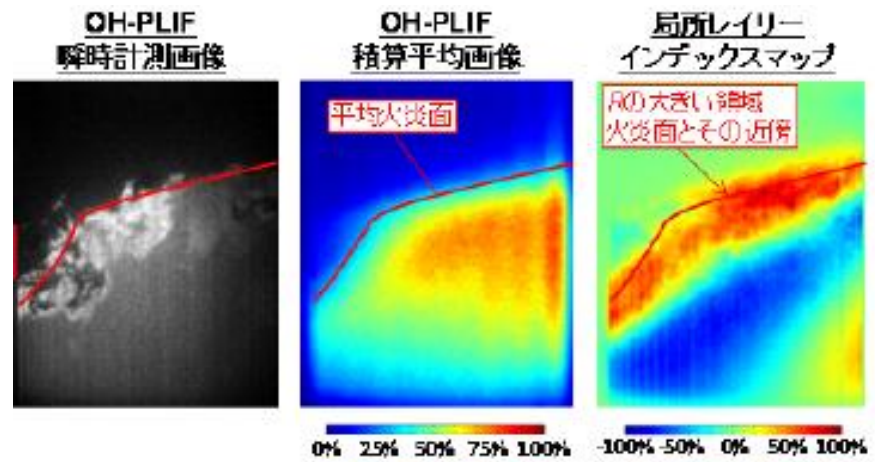 OH-PLIF
瞬時計測画像
OH-PLIF
積算平均画像
局所レイリー
インデックスマップ
平均火炎面
Rの大きい領域
火炎面とその近傍
0% 25% 50% 75% 100%
-100% -50% 0% 50% 100%